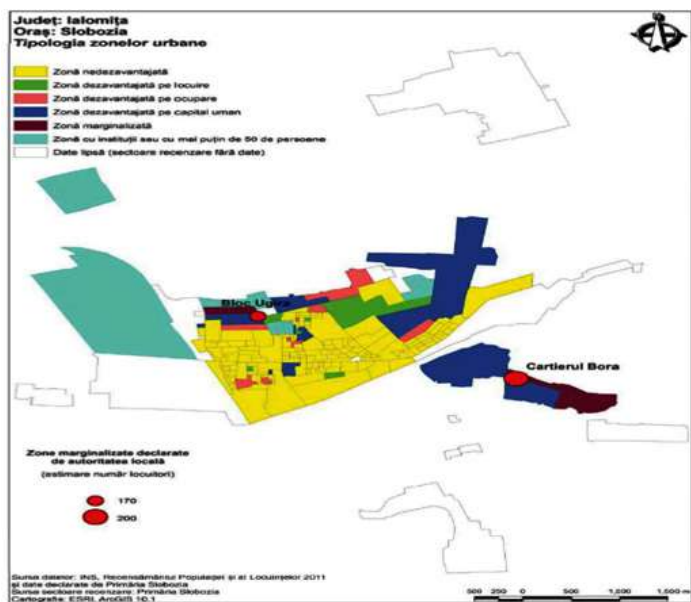 Județ: Ialomița
Oraș: Slobozia
Tipologia zonelor urbane
Zonă nedezavantajată
Zonă dezavantajată pe locuire
Zonă dezavantajată pe ocupare
Zonă dezavantajată pe capital uman
Zonă marginalizată
Zonă cu instituții sau cu mai puțin de 50 de persoane
Date lipsă (sectoare recenzare fără date)
Bloc Ugira
Cartierul Bora
Zone marginalizate declarate
de autoritatea locală
(estimare număr locuitori)
170
200
Sursa datelor: INS, Recensământul Populației și al Locuințelor 2011
și date declarate de Primăria Slobozia
Sursa sectoare recenzare: Primăria Slobozia
Cartografie: ESRI, ArcGIS 10.1
500 250 0 500 1,000 1,500 m